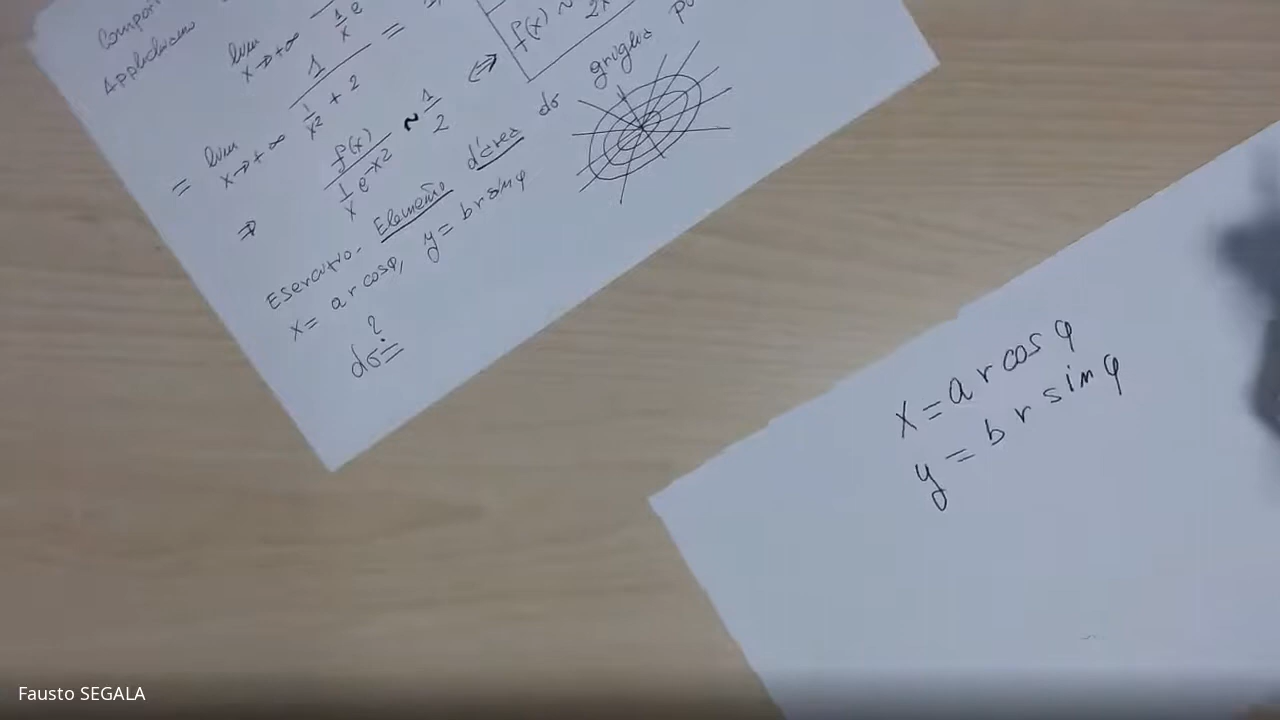 Applichiamo
lim x→+∞ 1/x e
= lim x→+∞ 1 / (1/x² + 2) =
⇒ f(x) / (1/x e^-x²) ~ 1/2 ⇔ f(x) ~
Esercizio. Elemento d'area dσ griglia
x = a r cosφ, y = b r sinφ
dσ = ?
x = a r cos φ
y = b r sin φ
Fausto SEGALA